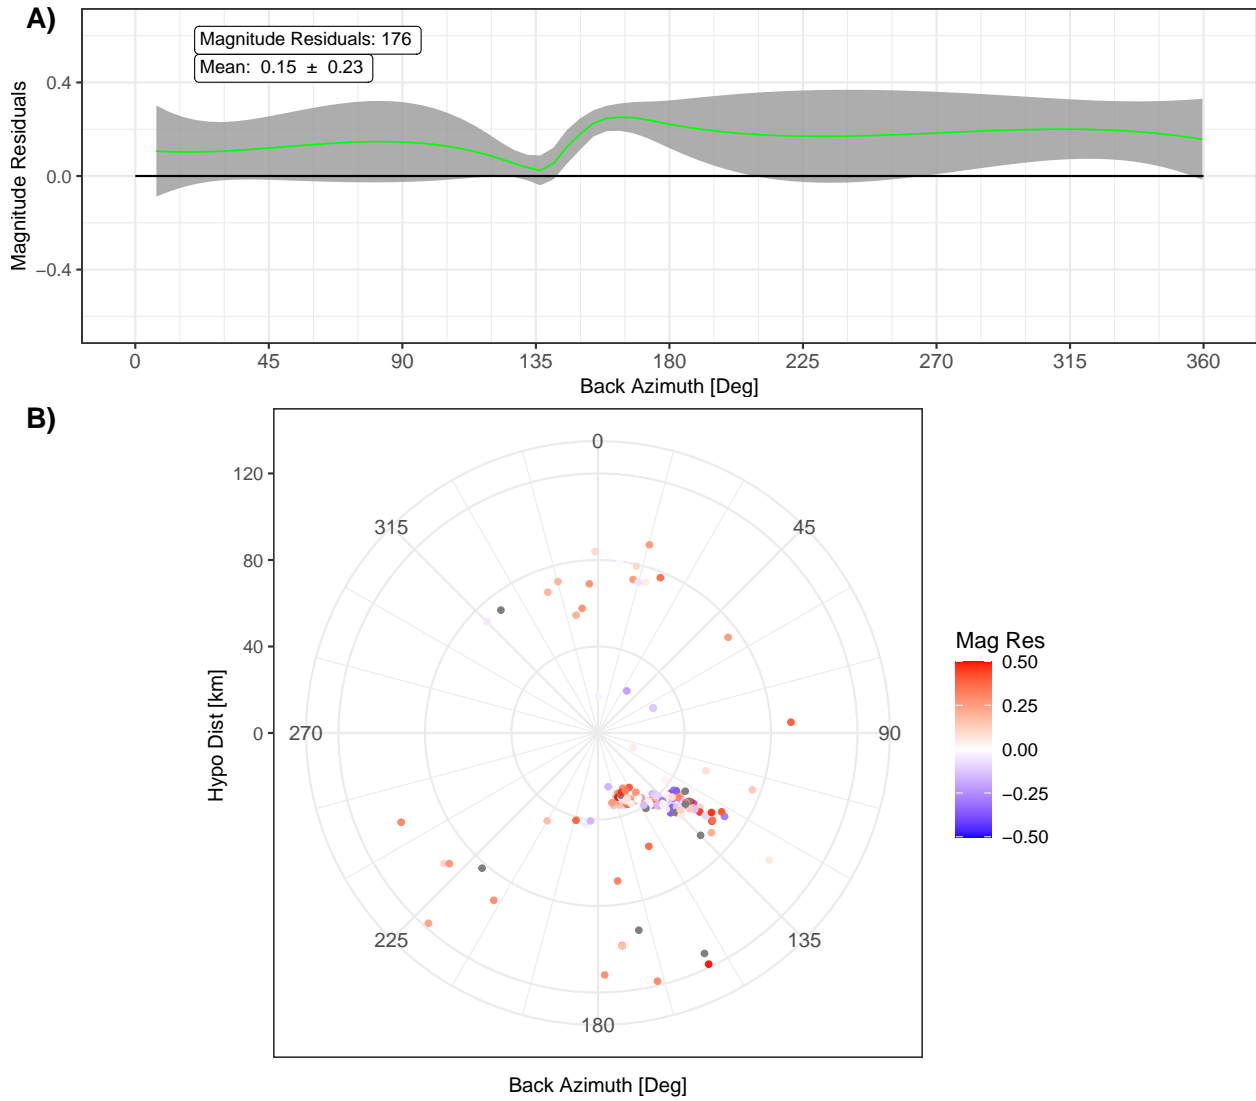 A)
Magnitude Residuals: 176
Mean:  0.15  ±  0.23
0.4
0.0
−0.4
Magnitude Residuals
0 45 90 135 180 225 270 315 360
Back Azimuth [Deg]
B)
120
80
40
0
Hypo Dist [km]
0
45
90
135
180
225
270
315
Back Azimuth [Deg]
Mag Res
0.50
0.25
0.00
−0.25
−0.50